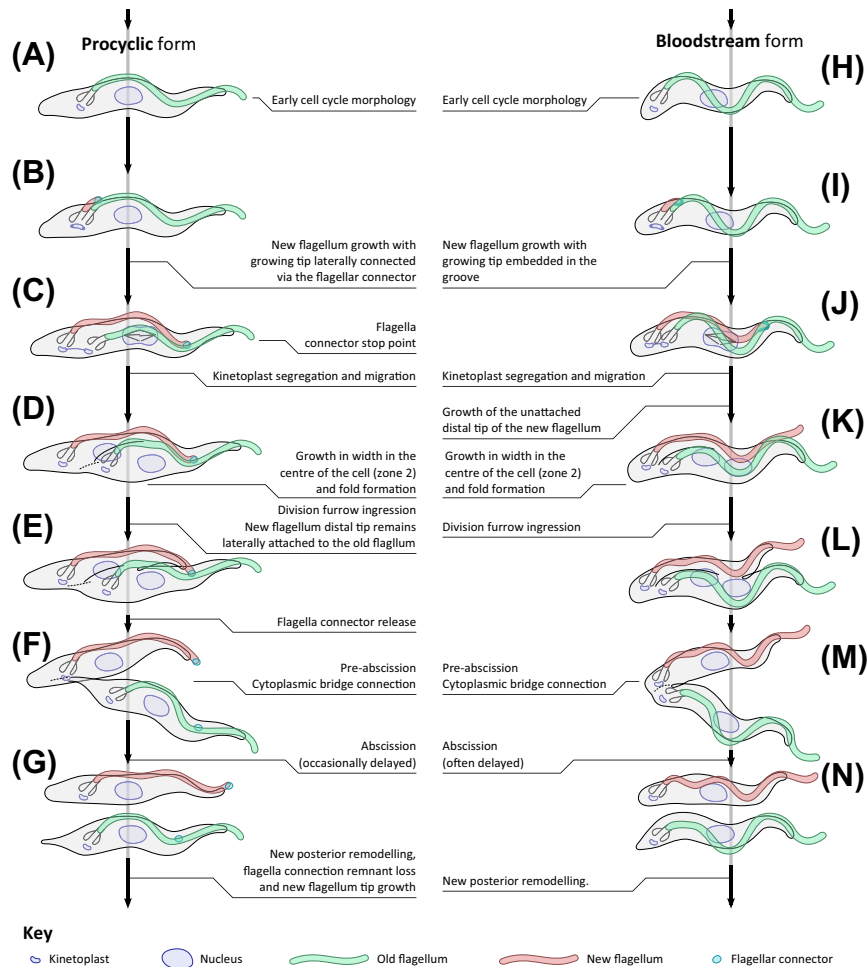 Procyclic form
(A)
Early cell cycle morphology
(B)
New flagellum growth with
growing tip laterally connected
via the flagellar connector
(C)
Flagella
connector stop point
Kinetoplast segregation and migration
(D)
Growth in width in the
centre of the cell (zone 2)
and fold formation
Division furrow ingression
New flagellum distal tip remains
laterally attached to the old flagllum
(E)
Flagella connector release
(F)
Pre-abscission
Cytoplasmic bridge connection
Abscission
(occasionally delayed)
(G)
New posterior remodelling,
flagella connection remnant loss
and new flagellum tip growth
Bloodstream form
(H)
Early cell cycle morphology
(I)
New flagellum growth with
growing tip embedded in the
groove
(J)
Kinetoplast segregation and migration
Growth of the unattached
distal tip of the new flagellum
(K)
Growth in width in the
centre of the cell (zone 2)
and fold formation
Division furrow ingression
(L)
(M)
Pre-abscission
Cytoplasmic bridge connection
Abscission
(often delayed)
(N)
New posterior remodelling.
Key
Kinetoplast
Nucleus
Old flagellum
New flagellum
Flagellar connector